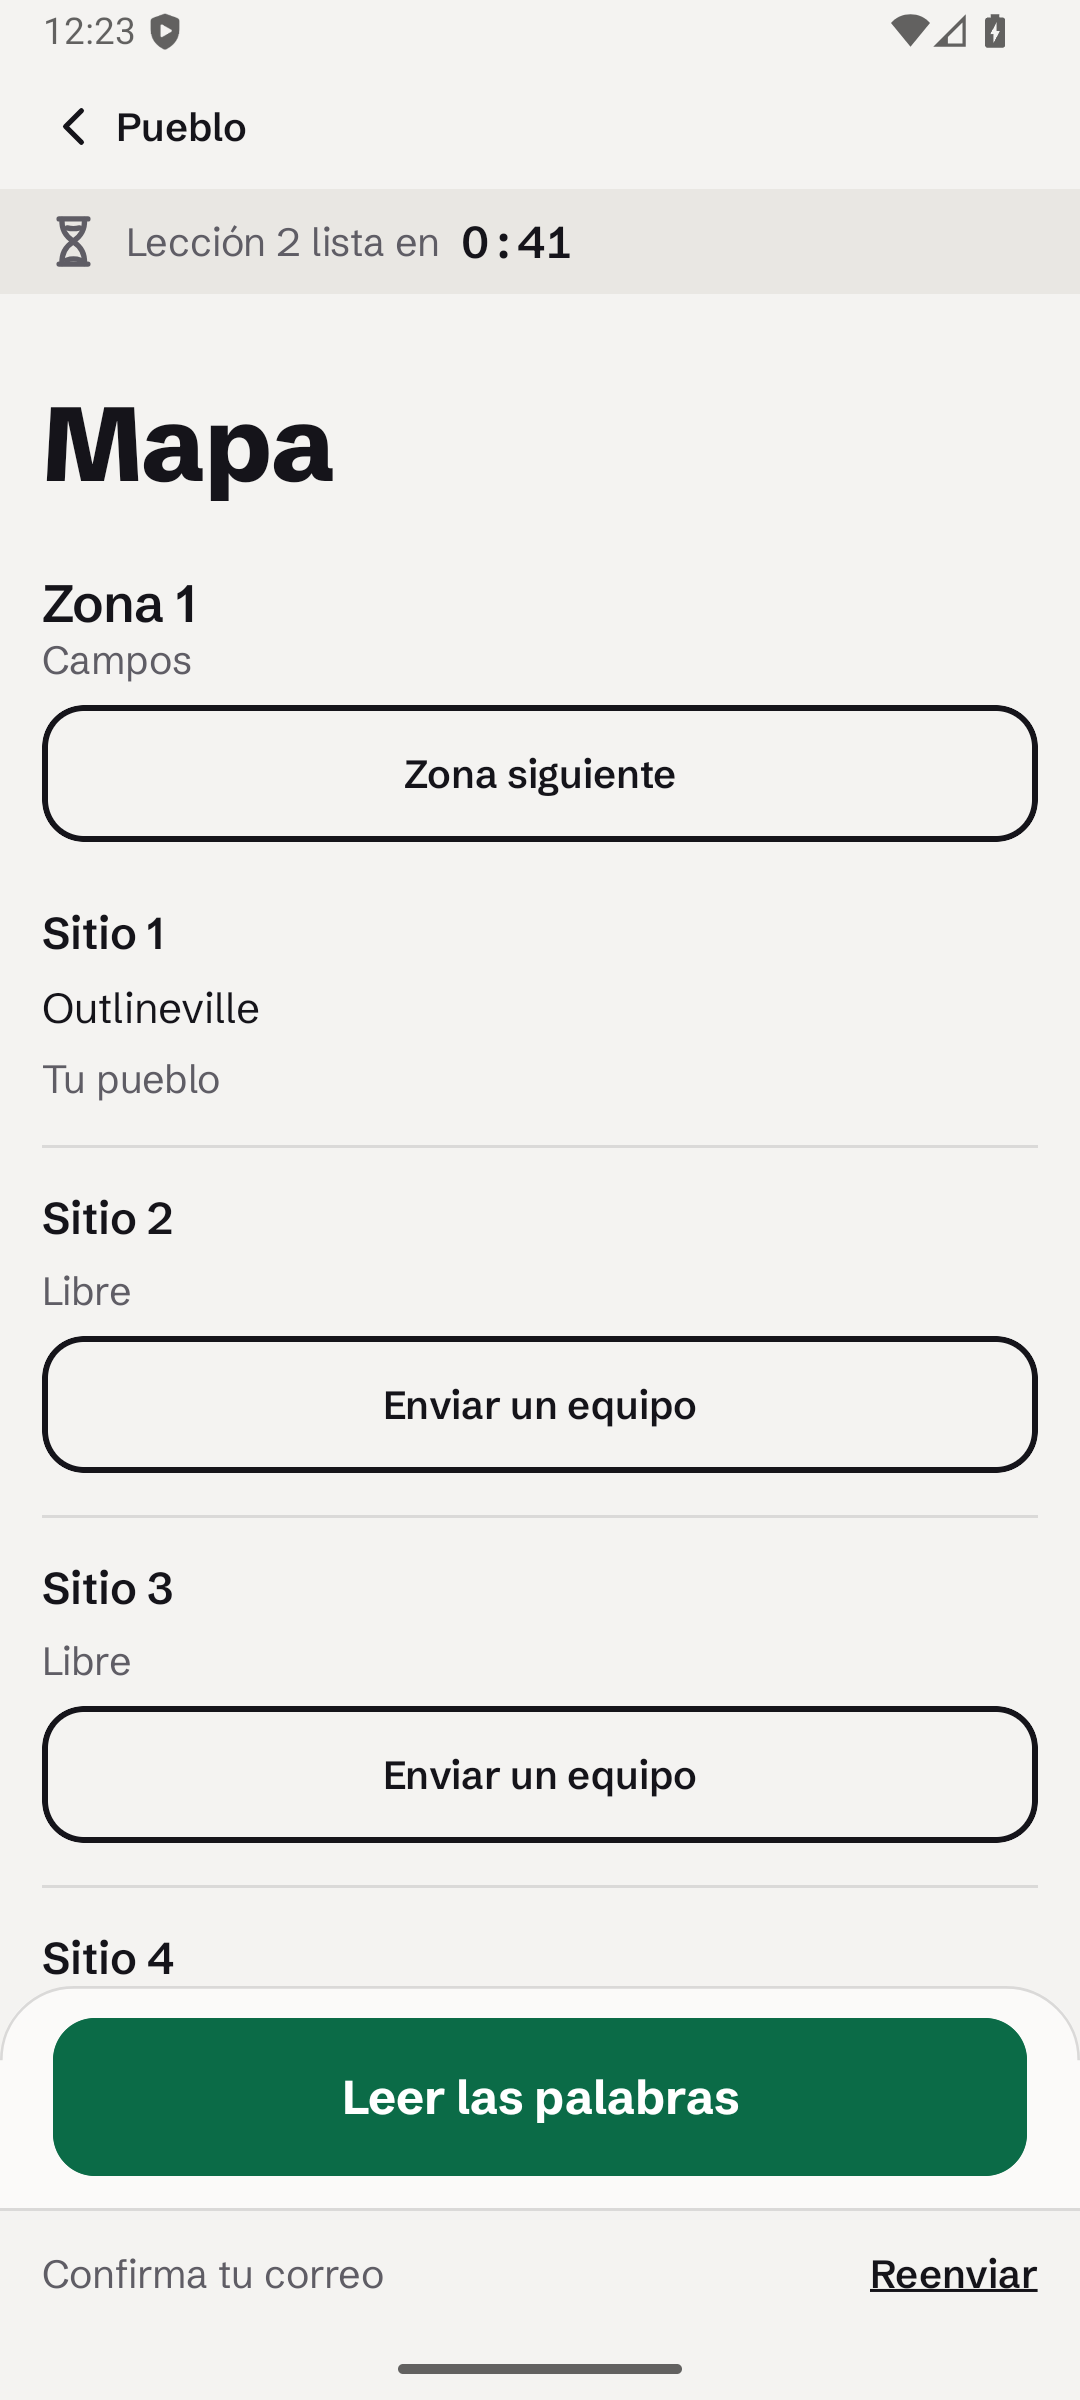 12:23
Pueblo
Lección 2 lista en 0:41
Mapa
Zona 1
Campos
Zona siguiente
Sitio 1
Outlineville
Tu pueblo
Sitio 2
Libre
Enviar un equipo
Sitio 3
Libre
Enviar un equipo
Sitio 4
Leer las palabras
Confirma tu correo Reenviar